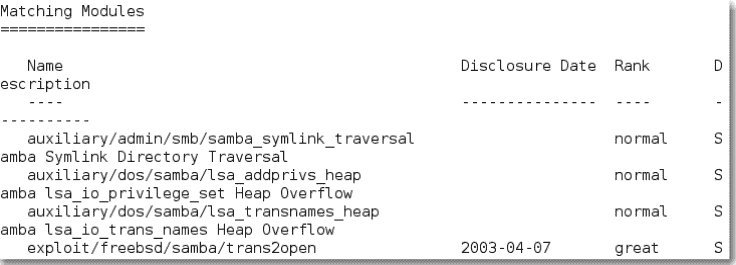 Matching Modules
================
Name Disclosure Date Rank D
escription
---- --------------- ---- -
----------
auxiliary/admin/smb/samba_symlink_traversal normal S
amba Symlink Directory Traversal
auxiliary/dos/samba/lsa_addprivs_heap normal S
amba lsa_io_privilege_set Heap Overflow
auxiliary/dos/samba/lsa_transnames_heap normal S
amba lsa_io_trans_names Heap Overflow
exploit/freebsd/samba/trans2open 2003-04-07 great S